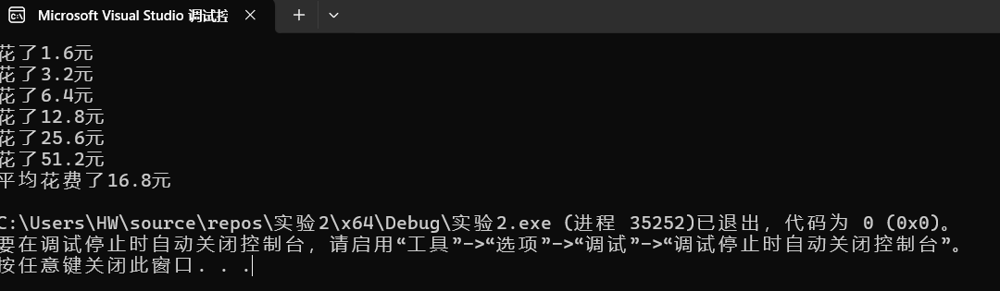 Microsoft Visual Studio 调试控
花了1.6元
花了3.2元
花了6.4元
花了12.8元
花了25.6元
花了51.2元
平均花费了16.8元
C:\Users\HW\source\repos\实验2\x64\Debug\实验2.exe (进程 35252)已退出，代码为 0 (0x0)。
要在调试停止时自动关闭控制台，请启用“工具”->“选项”->“调试”->“调试停止时自动关闭控制台”。
按任意键关闭此窗口. . .